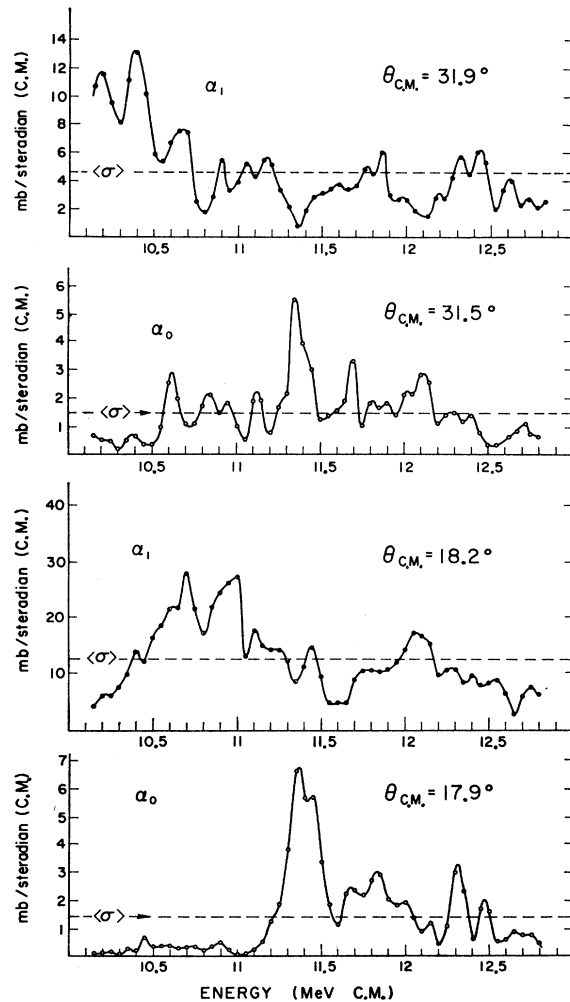 mb/steradian (C.M.)
14
12
10
8
6
4
2
⟨σ⟩
α₁
θC.M. = 31.9°
10.5 11 11.5 12 12.5
mb/steradian (C.M.)
6
5
4
3
2
1
⟨σ⟩
α₀
θC.M. = 31.5°
10.5 11 11.5 12 12.5
mb/steradian (C.M.)
40
30
20
10
⟨σ⟩
α₁
θC.M. = 18.2°
10.5 11 11.5 12 12.5
mb/steradian (C.M.)
7
6
5
4
3
2
1
⟨σ⟩
α₀
θC.M. = 17.9°
10.5 11 11.5 12 12.5
ENERGY (MeV C.M.)